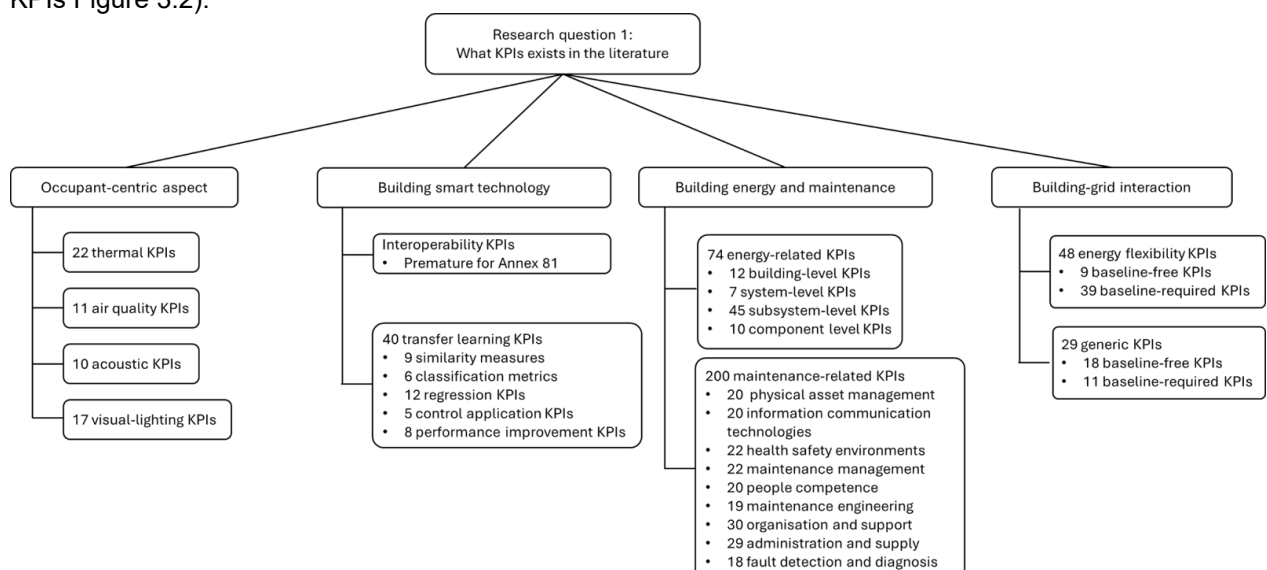 KPIs Figure 3.2).
Research question 1:
What KPIs exists in the literature
Occupant-centric aspect
22 thermal KPIs
11 air quality KPIs
10 acoustic KPIs
17 visual-lighting KPIs
Building smart technology
Interoperability KPIs
• Premature for Annex 81
40 transfer learning KPIs
• 9 similarity measures
• 6 classification metrics
• 12 regression KPIs
• 5 control application KPIs
• 8 performance improvement KPIs
Building energy and maintenance
74 energy-related KPIs
• 12 building-level KPIs
• 7 system-level KPIs
• 45 subsystem-level KPIs
• 10 component level KPIs
200 maintenance-related KPIs
• 20 physical asset management
• 20 information communication
technologies
• 22 health safety environments
• 22 maintenance management
• 20 people competence
• 19 maintenance engineering
• 30 organisation and support
• 29 administration and supply
• 18 fault detection and diagnosis
Building-grid interaction
48 energy flexibility KPIs
• 9 baseline-free KPIs
• 39 baseline-required KPIs
29 generic KPIs
• 18 baseline-free KPIs
• 11 baseline-required KPIs